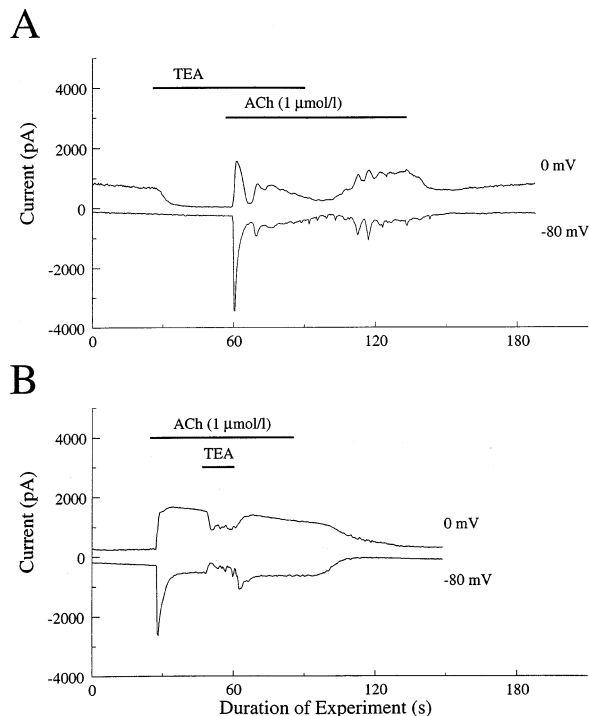 A
TEA
ACh (1 μmol/l)
4000
2000
0
-2000
-4000
Current (pA)
0 mV
-80 mV
0
60
120
180
B
ACh (1 μmol/l)
TEA
4000
2000
0
-2000
-4000
Current (pA)
0 mV
-80 mV
0
60
120
180
Duration of Experiment (s)